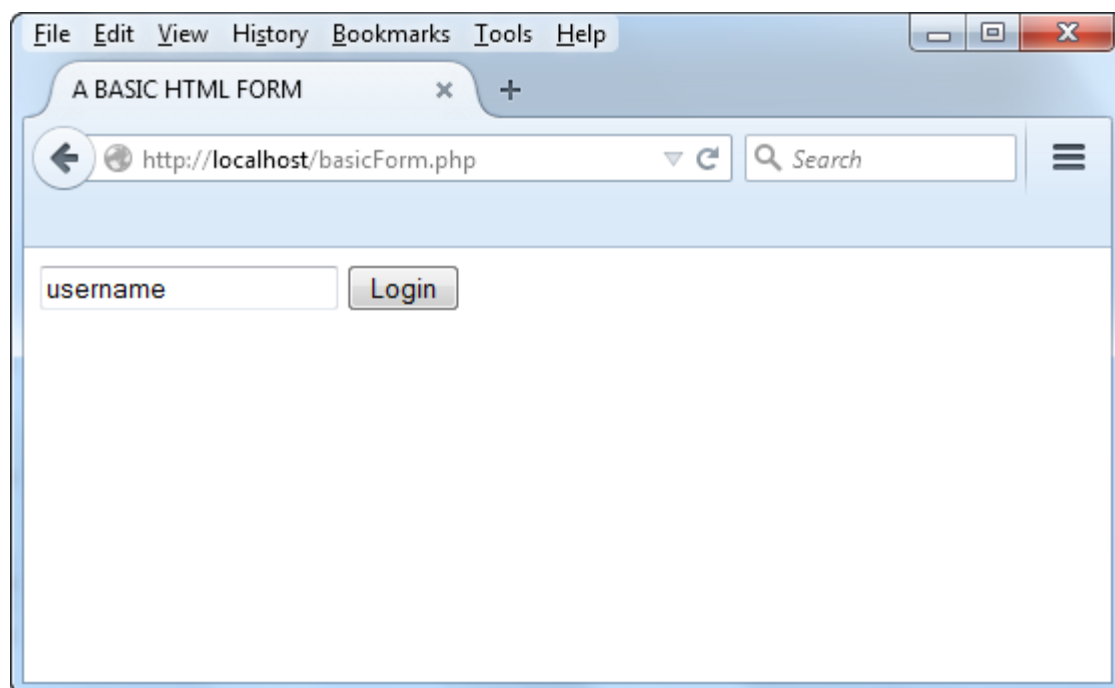 File Edit View History Bookmarks Tools Help
A BASIC HTML FORM
http://localhost/basicForm.php
Search
username Login